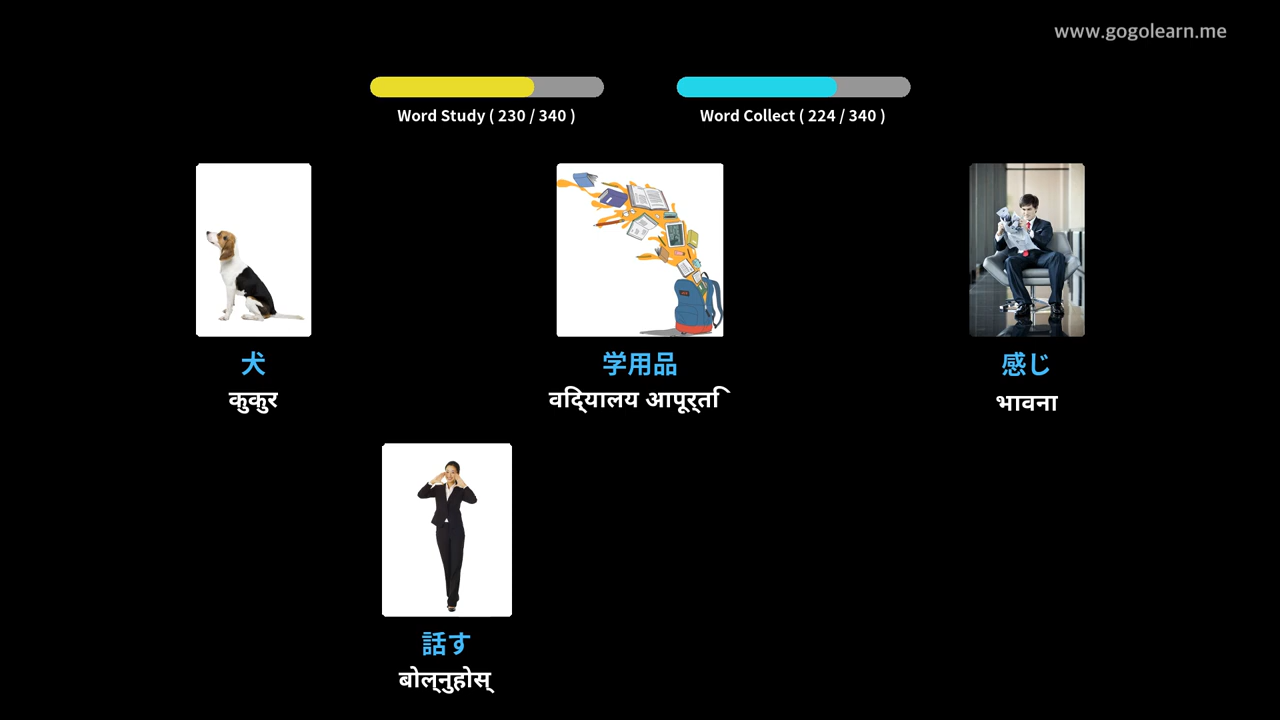 www.gogolearn.me
Word Study ( 230 / 340 )
Word Collect ( 224 / 340 )
犬
कुकुर
学用品
विद्यालय आपूर्ति
感じ
भावना
話す
बोल्नुहोस्